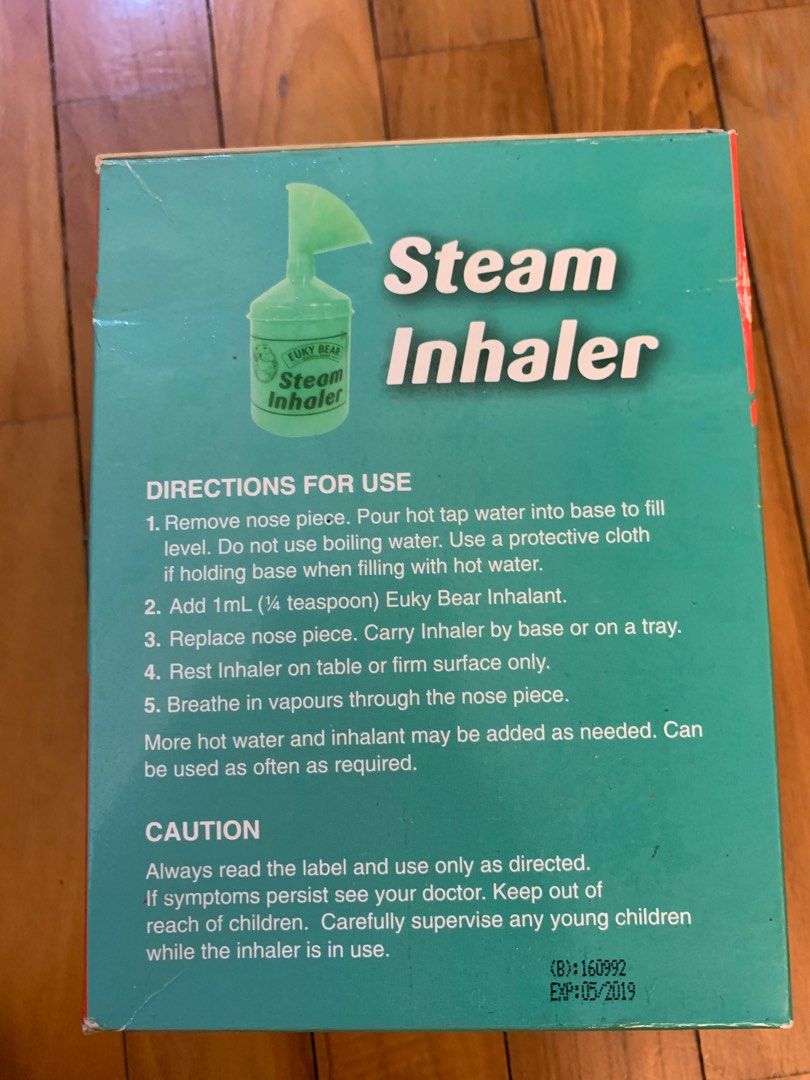 Steam
Inhaler
EUKY BEAR
Steam
Inhaler
DIRECTIONS FOR USE
1. Remove nose piece. Pour hot tap water into base to fill
level. Do not use boiling water. Use a protective cloth
if holding base when filling with hot water.
2. Add 1mL (¼ teaspoon) Euky Bear Inhalant.
3. Replace nose piece. Carry Inhaler by base or on a tray.
4. Rest Inhaler on table or firm surface only.
5. Breathe in vapours through the nose piece.
More hot water and inhalant may be added as needed. Can
be used as often as required.
CAUTION
Always read the label and use only as directed.
If symptoms persist see your doctor. Keep out of
reach of children. Carefully supervise any young children
while the inhaler is in use.
(B):160992
EXP:05/2019